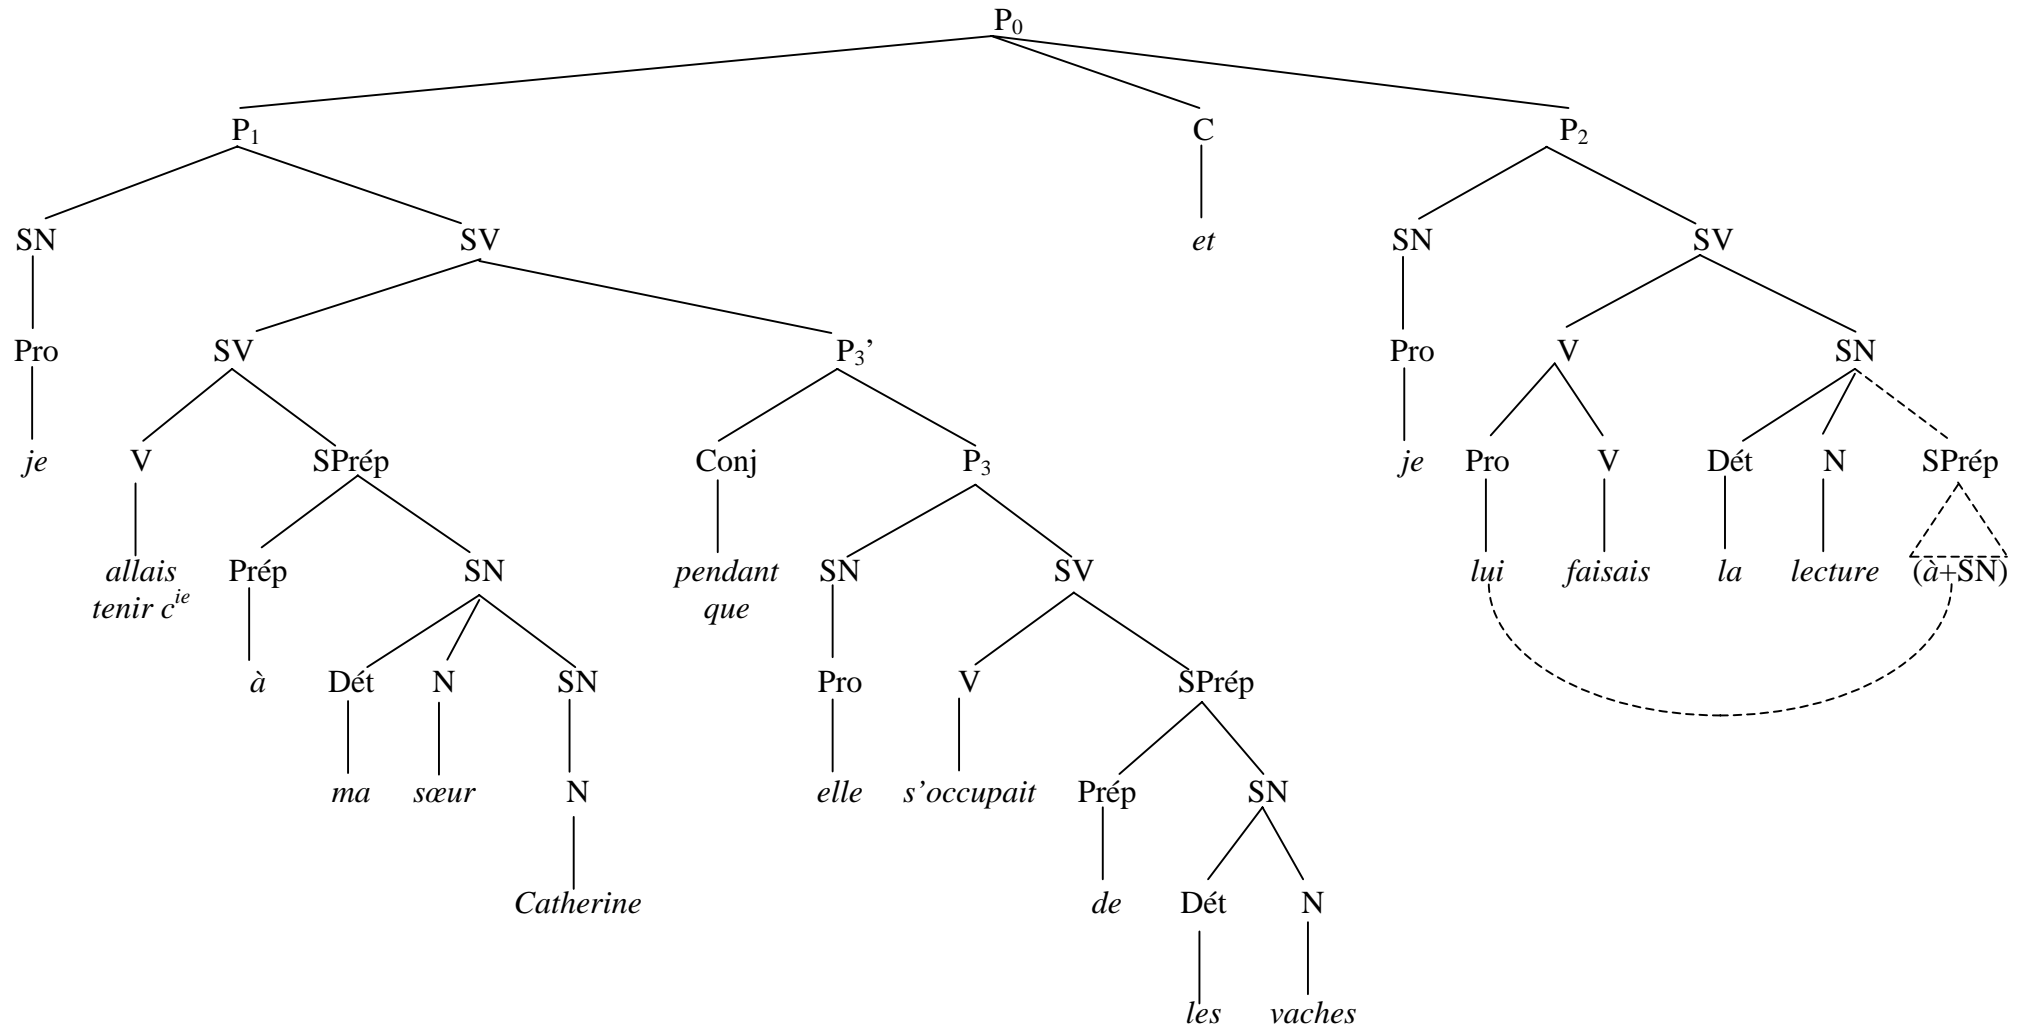 P₀
P₁ C P₂
SN SV et SN SV
Pro SV P₃’ Pro V SN
je V SPrép Conj P₃ je Pro V Dét N SPrép
allais Prép SN pendant SN SV lui faisais la lecture (à+SN)
tenir cⁱᵉ que
à Dét N SN Pro V SPrép
ma sœur N elle s’occupait Prép SN
Catherine de Dét N
les vaches